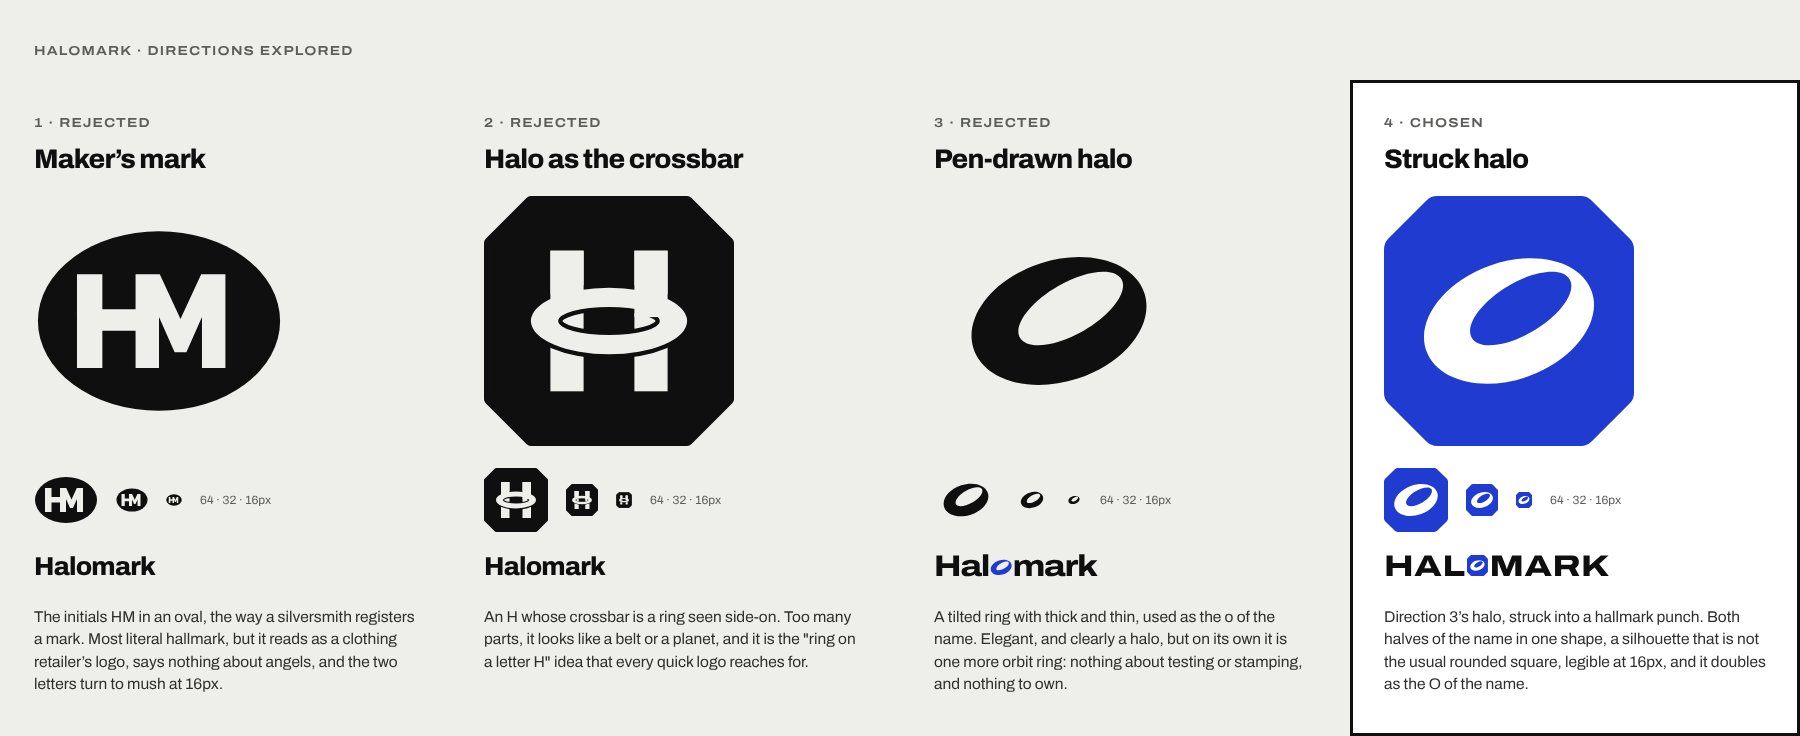 HALOMARK · DIRECTIONS EXPLORED
1 · REJECTED
Maker’s mark
HM
HM HM HM 64 · 32 · 16px
Halomark
The initials HM in an oval, the way a silversmith registers
a mark. Most literal hallmark, but it reads as a clothing
retailer’s logo, says nothing about angels, and the two
letters turn to mush at 16px.
2 · REJECTED
Halo as the crossbar
H
H H H 64 · 32 · 16px
Halomark
An H whose crossbar is a ring seen side-on. Too many
parts, it looks like a belt or a planet, and it is the "ring on
a letter H" idea that every quick logo reaches for.
3 · REJECTED
Pen-drawn halo
64 · 32 · 16px
Halomark
A tilted ring with thick and thin, used as the o of the
name. Elegant, and clearly a halo, but on its own it is
one more orbit ring: nothing about testing or stamping,
and nothing to own.
4 · CHOSEN
Struck halo
64 · 32 · 16px
HALOMARK
Direction 3’s halo, struck into a hallmark punch. Both
halves of the name in one shape, a silhouette that is not
the usual rounded square, legible at 16px, and it doubles
as the O of the name.